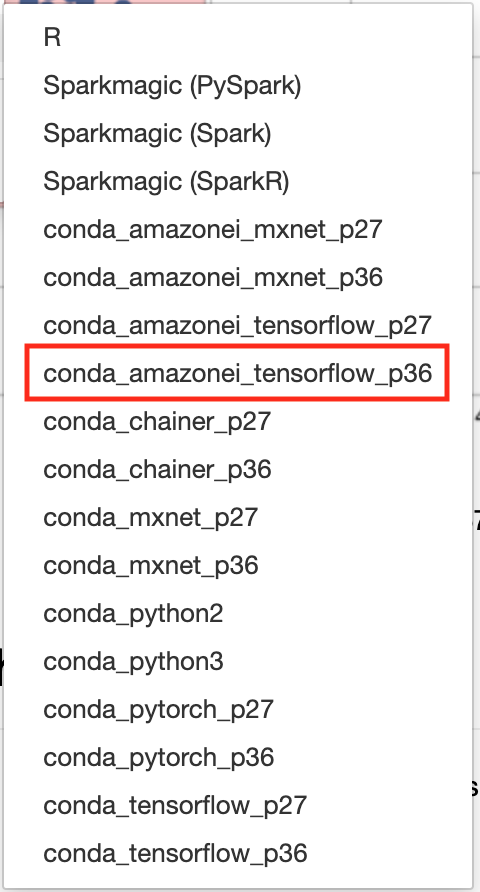 R
Sparkmagic (PySpark)
Sparkmagic (Spark)
Sparkmagic (SparkR)
conda_amazonei_mxnet_p27
conda_amazonei_mxnet_p36
conda_amazonei_tensorflow_p27
conda_amazonei_tensorflow_p36
conda_chainer_p27
conda_chainer_p36
conda_mxnet_p27
conda_mxnet_p36
conda_python2
conda_python3
conda_pytorch_p27
conda_pytorch_p36
conda_tensorflow_p27
conda_tensorflow_p36